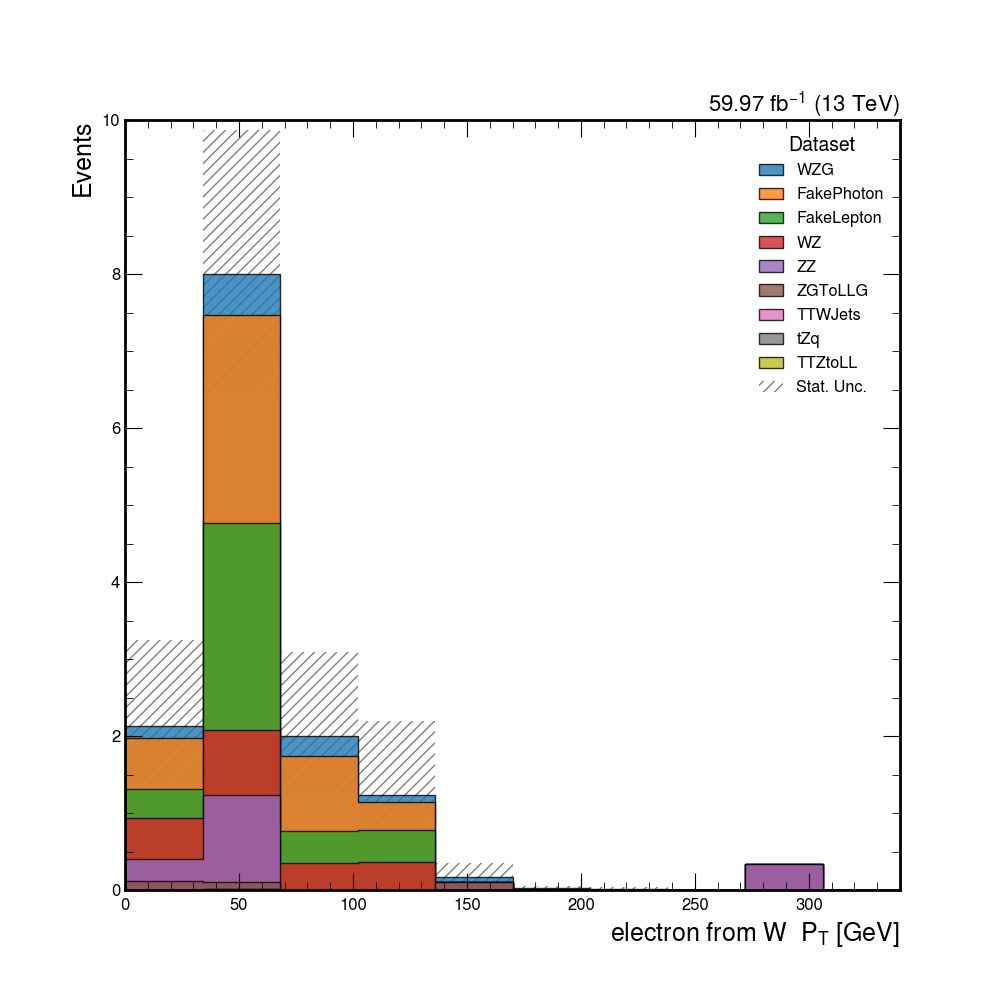 59.97 fb⁻¹ (13 TeV)
Events
10
8
6
4
2
0
Dataset
WZG
FakePhoton
FakeLepton
WZ
ZZ
ZGToLLG
TTWJets
tZq
TTZtoLL
Stat. Unc.
0 50 100 150 200 250 300
electron from W P_T [GeV]